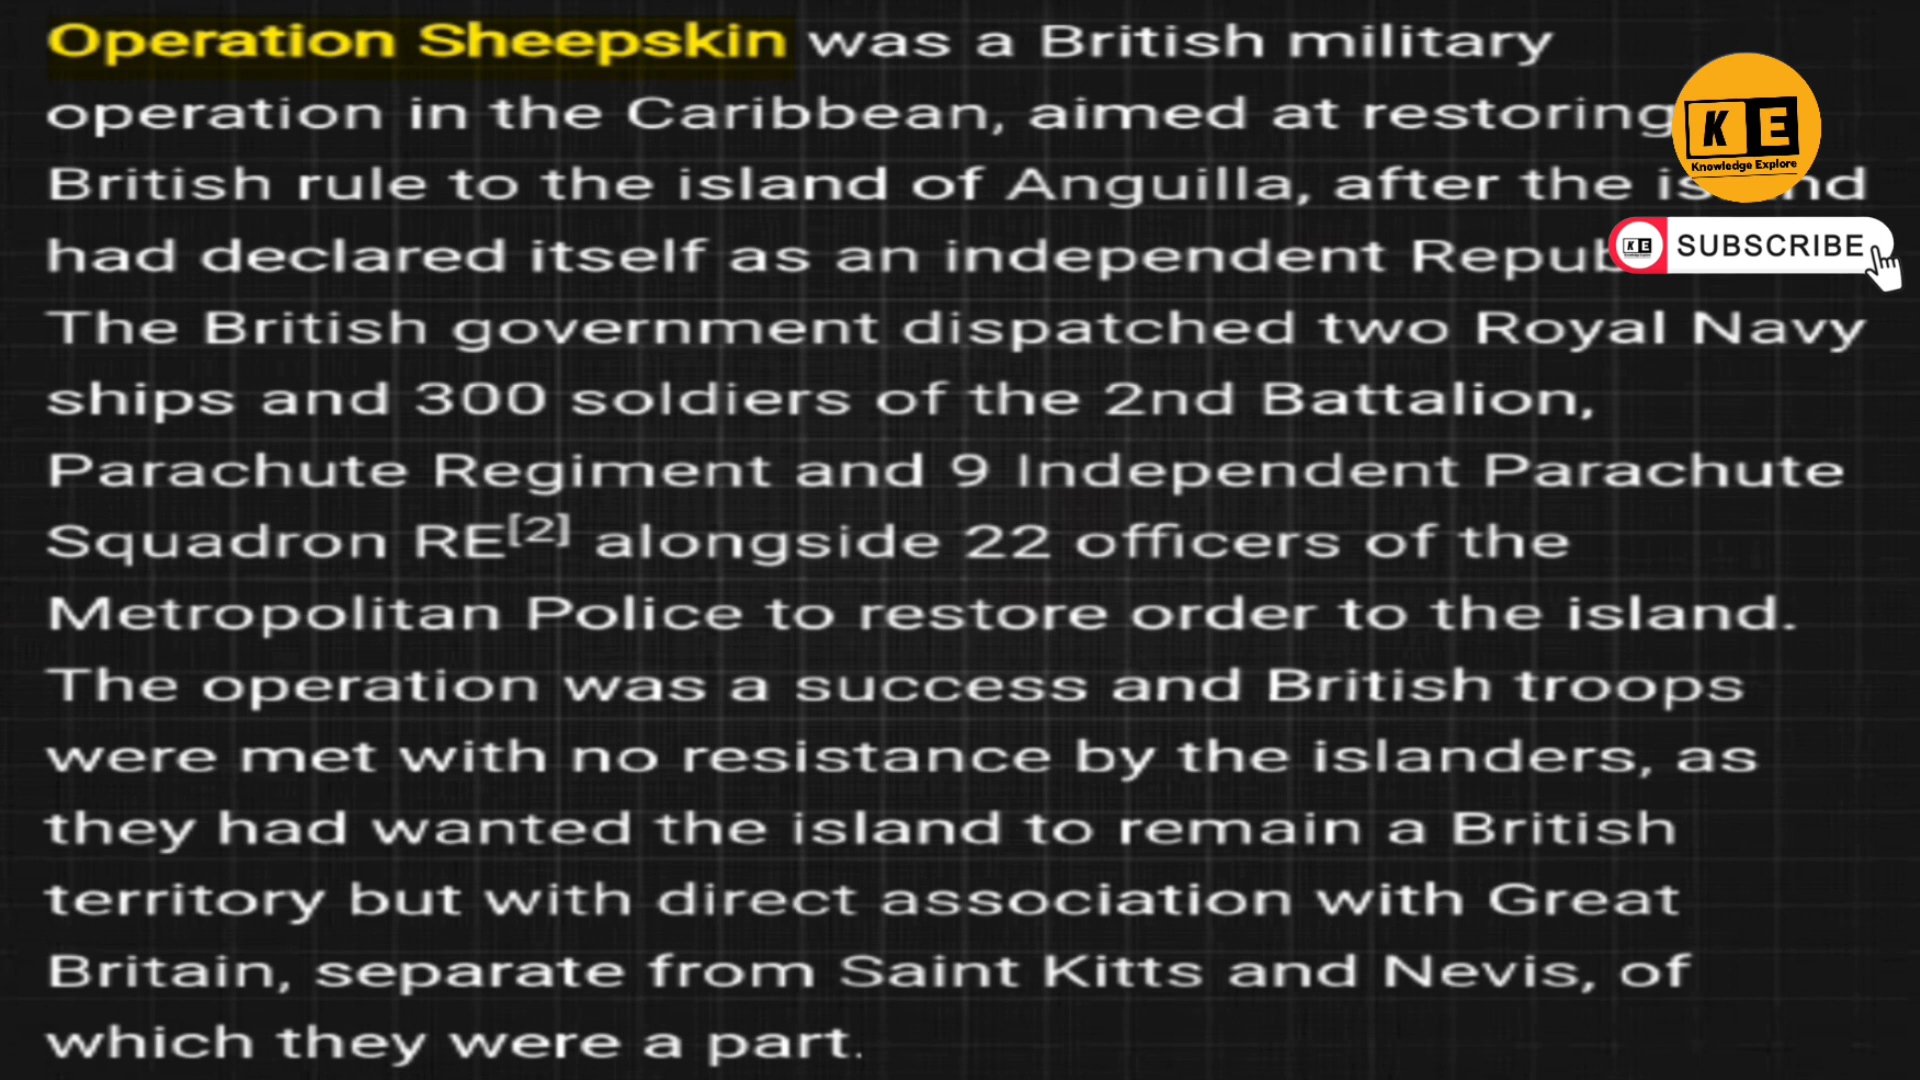 Operation Sheepskin was a British military
operation in the Caribbean, aimed at restoring
British rule to the island of Anguilla, after the
had declared itself as an independent
The British government dispatched two Royal Navy
ships and 300 soldiers of the 2nd Battalion,
Parachute Regiment and 9 Independent Parachute
Squadron RE[2] alongside 22 officers of the
Metropolitan Police to restore order to the island.
The operation was a success and British troops
were met with no resistance by the islanders, as
they had wanted the island to remain a British
territory but with direct association with Great
Britain, separate from Saint Kitts and Nevis, of
which they were a part.
KE
Knowledge Explore
KE
SUBSCRIBE